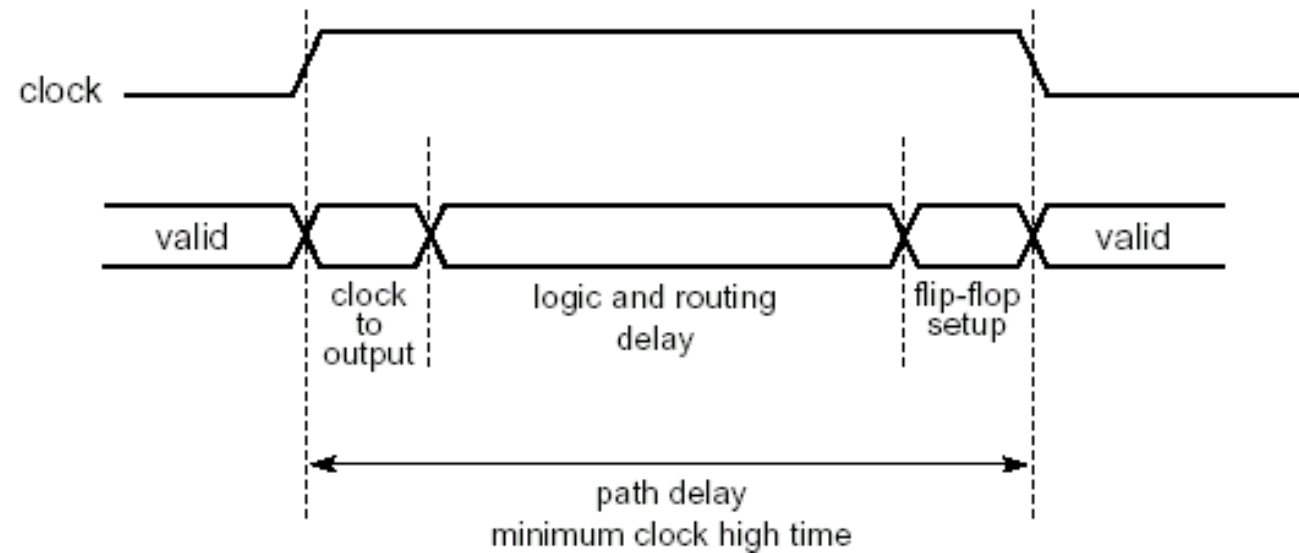 clock
valid
valid
clock
to
output
logic and routing
delay
flip-flop
setup
path delay
minimum clock high time